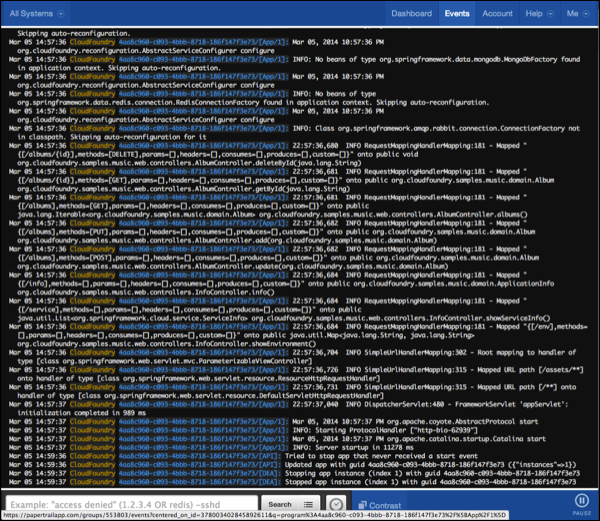 All Systems Dashboard Events Account Help Me
Skipping auto-reconfiguration.
Mar 05 14:57:36 CloudFoundry 4aa8c960-c093-4bbb-8718-186f147f3e73/[App/1]: Mar 05, 2014 10:57:36 PM
org.cloudfoundry.reconfiguration.AbstractServiceConfigurer configure
Mar 05 14:57:36 CloudFoundry 4aa8c960-c093-4bbb-8718-186f147f3e73/[App/1]: INFO: No beans of type org.springframework.data.mongodb.MongoDbFactory found
in application context. Skipping auto-reconfiguration.
Mar 05 14:57:36 CloudFoundry 4aa8c960-c093-4bbb-8718-186f147f3e73/[App/1]: Mar 05, 2014 10:57:36 PM
org.cloudfoundry.reconfiguration.AbstractServiceConfigurer configure
Mar 05 14:57:36 CloudFoundry 4aa8c960-c093-4bbb-8718-186f147f3e73/[App/1]: INFO: No beans of type
org.springframework.data.redis.connection.RedisConnectionFactory found in application context. Skipping auto-reconfiguration.
Mar 05 14:57:36 CloudFoundry 4aa8c960-c093-4bbb-8718-186f147f3e73/[App/1]: Mar 05, 2014 10:57:36 PM
org.cloudfoundry.reconfiguration.AbstractServiceConfigurer configure
Mar 05 14:57:36 CloudFoundry 4aa8c960-c093-4bbb-8718-186f147f3e73/[App/1]: INFO: Class org.springframework.amqp.rabbit.connection.ConnectionFactory not
in classpath. Skipping auto-reconfiguration for it
Mar 05 14:57:36 CloudFoundry 4aa8c960-c093-4bbb-8718-186f147f3e73/[App/1]: 22:57:36,680 INFO RequestMappingHandlerMapping:181 - Mapped "
{[/albums/{id}],methods=[DELETE],params=[],headers=[],consumes=[],produces=[],custom=[]}" onto public void
org.cloudfoundry.samples.music.web.controllers.AlbumController.deleteById(java.lang.String)
Mar 05 14:57:36 CloudFoundry 4aa8c960-c093-4bbb-8718-186f147f3e73/[App/1]: 22:57:36,681 INFO RequestMappingHandlerMapping:181 - Mapped "
{[/albums/{id}],methods=[GET],params=[],headers=[],consumes=[],produces=[],custom=[]}" onto public org.cloudfoundry.samples.music.domain.Album
org.cloudfoundry.samples.music.web.controllers.AlbumController.getById(java.lang.String)
Mar 05 14:57:36 CloudFoundry 4aa8c960-c093-4bbb-8718-186f147f3e73/[App/1]: 22:57:36,681 INFO RequestMappingHandlerMapping:181 - Mapped "
{[/albums],methods=[GET],params=[],headers=[],consumes=[],produces=[],custom=[]}" onto public
java.lang.Iterable<org.cloudfoundry.samples.music.domain.Album> org.cloudfoundry.samples.music.web.controllers.AlbumController.albums()
Mar 05 14:57:36 CloudFoundry 4aa8c960-c093-4bbb-8718-186f147f3e73/[App/1]: 22:57:36,682 INFO RequestMappingHandlerMapping:181 - Mapped "
{[/albums],methods=[PUT],params=[],headers=[],consumes=[],produces=[],custom=[]}" onto public org.cloudfoundry.samples.music.domain.Album
org.cloudfoundry.samples.music.web.controllers.AlbumController.add(org.cloudfoundry.samples.music.domain.Album)
Mar 05 14:57:36 CloudFoundry 4aa8c960-c093-4bbb-8718-186f147f3e73/[App/1]: 22:57:36,684 INFO RequestMappingHandlerMapping:181 - Mapped "
{[/albums],methods=[POST],params=[],headers=[],consumes=[],produces=[],custom=[]}" onto public org.cloudfoundry.samples.music.domain.Album
org.cloudfoundry.samples.music.web.controllers.AlbumController.update(org.cloudfoundry.samples.music.domain.Album)
Mar 05 14:57:36 CloudFoundry 4aa8c960-c093-4bbb-8718-186f147f3e73/[App/1]: 22:57:36,684 INFO RequestMappingHandlerMapping:181 - Mapped "
{[/info],methods=[],params=[],headers=[],consumes=[],produces=[],custom=[]}" onto public org.cloudfoundry.samples.music.domain.ApplicationInfo
org.cloudfoundry.samples.music.web.controllers.InfoController.info()
Mar 05 14:57:36 CloudFoundry 4aa8c960-c093-4bbb-8718-186f147f3e73/[App/1]: 22:57:36,684 INFO RequestMappingHandlerMapping:181 - Mapped "
{[/service],methods=[],params=[],headers=[],consumes=[],produces=[],custom=[]}" onto public
java.util.List<org.springframework.cloud.service.ServiceInfo> org.cloudfoundry.samples.music.web.controllers.InfoController.showServiceInfo()
Mar 05 14:57:36 CloudFoundry 4aa8c960-c093-4bbb-8718-186f147f3e73/[App/1]: 22:57:36,684 INFO RequestMappingHandlerMapping:181 - Mapped "{[/env],methods=
[],params=[],headers=[],consumes=[],produces=[],custom=[]}" onto public java.util.Map<java.lang.String, java.lang.String>
org.cloudfoundry.samples.music.web.controllers.InfoController.showEnvironment()
Mar 05 14:57:36 CloudFoundry 4aa8c960-c093-4bbb-8718-186f147f3e73/[App/1]: 22:57:36,704 INFO SimpleUrlHandlerMapping:302 - Root mapping to handler of
type [class org.springframework.web.servlet.mvc.ParameterizableViewController]
Mar 05 14:57:36 CloudFoundry 4aa8c960-c093-4bbb-8718-186f147f3e73/[App/1]: 22:57:36,726 INFO SimpleUrlHandlerMapping:315 - Mapped URL path [/assets/**]
onto handler of type [class org.springframework.web.servlet.resource.ResourceHttpRequestHandler]
Mar 05 14:57:36 CloudFoundry 4aa8c960-c093-4bbb-8718-186f147f3e73/[App/1]: 22:57:36,731 INFO SimpleUrlHandlerMapping:315 - Mapped URL path [/**] onto
handler of type [class org.springframework.web.servlet.resource.DefaultServletHttpRequestHandler]
Mar 05 14:57:37 CloudFoundry 4aa8c960-c093-4bbb-8718-186f147f3e73/[App/1]: 22:57:37,040 INFO DispatcherServlet:480 - FrameworkServlet 'appServlet':
initialization completed in 989 ms
Mar 05 14:57:37 CloudFoundry 4aa8c960-c093-4bbb-8718-186f147f3e73/[App/1]: Mar 05, 2014 10:57:37 PM org.apache.coyote.AbstractProtocol start
Mar 05 14:57:37 CloudFoundry 4aa8c960-c093-4bbb-8718-186f147f3e73/[App/1]: INFO: Starting ProtocolHandler ["http-bio-62939"]
Mar 05 14:57:37 CloudFoundry 4aa8c960-c093-4bbb-8718-186f147f3e73/[App/1]: Mar 05, 2014 10:57:37 PM org.apache.catalina.startup.Catalina start
Mar 05 14:57:37 CloudFoundry 4aa8c960-c093-4bbb-8718-186f147f3e73/[App/1]: INFO: Server startup in 11278 ms
Mar 05 14:59:36 CloudFoundry 4aa8c960-c093-4bbb-8718-186f147f3e73/[API]: Tried to stop app that never received a start event
Mar 05 14:59:37 CloudFoundry 4aa8c960-c093-4bbb-8718-186f147f3e73/[API]: Updated app with guid 4aa8c960-c093-4bbb-8718-186f147f3e73 ({"instances"=>1})
Mar 05 14:59:37 CloudFoundry 4aa8c960-c093-4bbb-8718-186f147f3e73/[DEA]: Stopping app instance (index 1) with guid 4aa8c960-c093-4bbb-8718-186f147f3e73
Mar 05 14:59:37 CloudFoundry 4aa8c960-c093-4bbb-8718-186f147f3e73/[DEA]: Stopped app instance (index 1) with guid 4aa8c960-c093-4bbb-8718-186f147f3e73
Example: "access denied" (1.2.3.4 OR redis) -sshd Search Contrast PAUSE
https://papertrailapp.com/groups/553803/events?centered_on_id=378003402845892611&q=program%3A4aa8c960-c093-4bbb-8718-186f147f3e73%2F%5BApp%2F1%5D